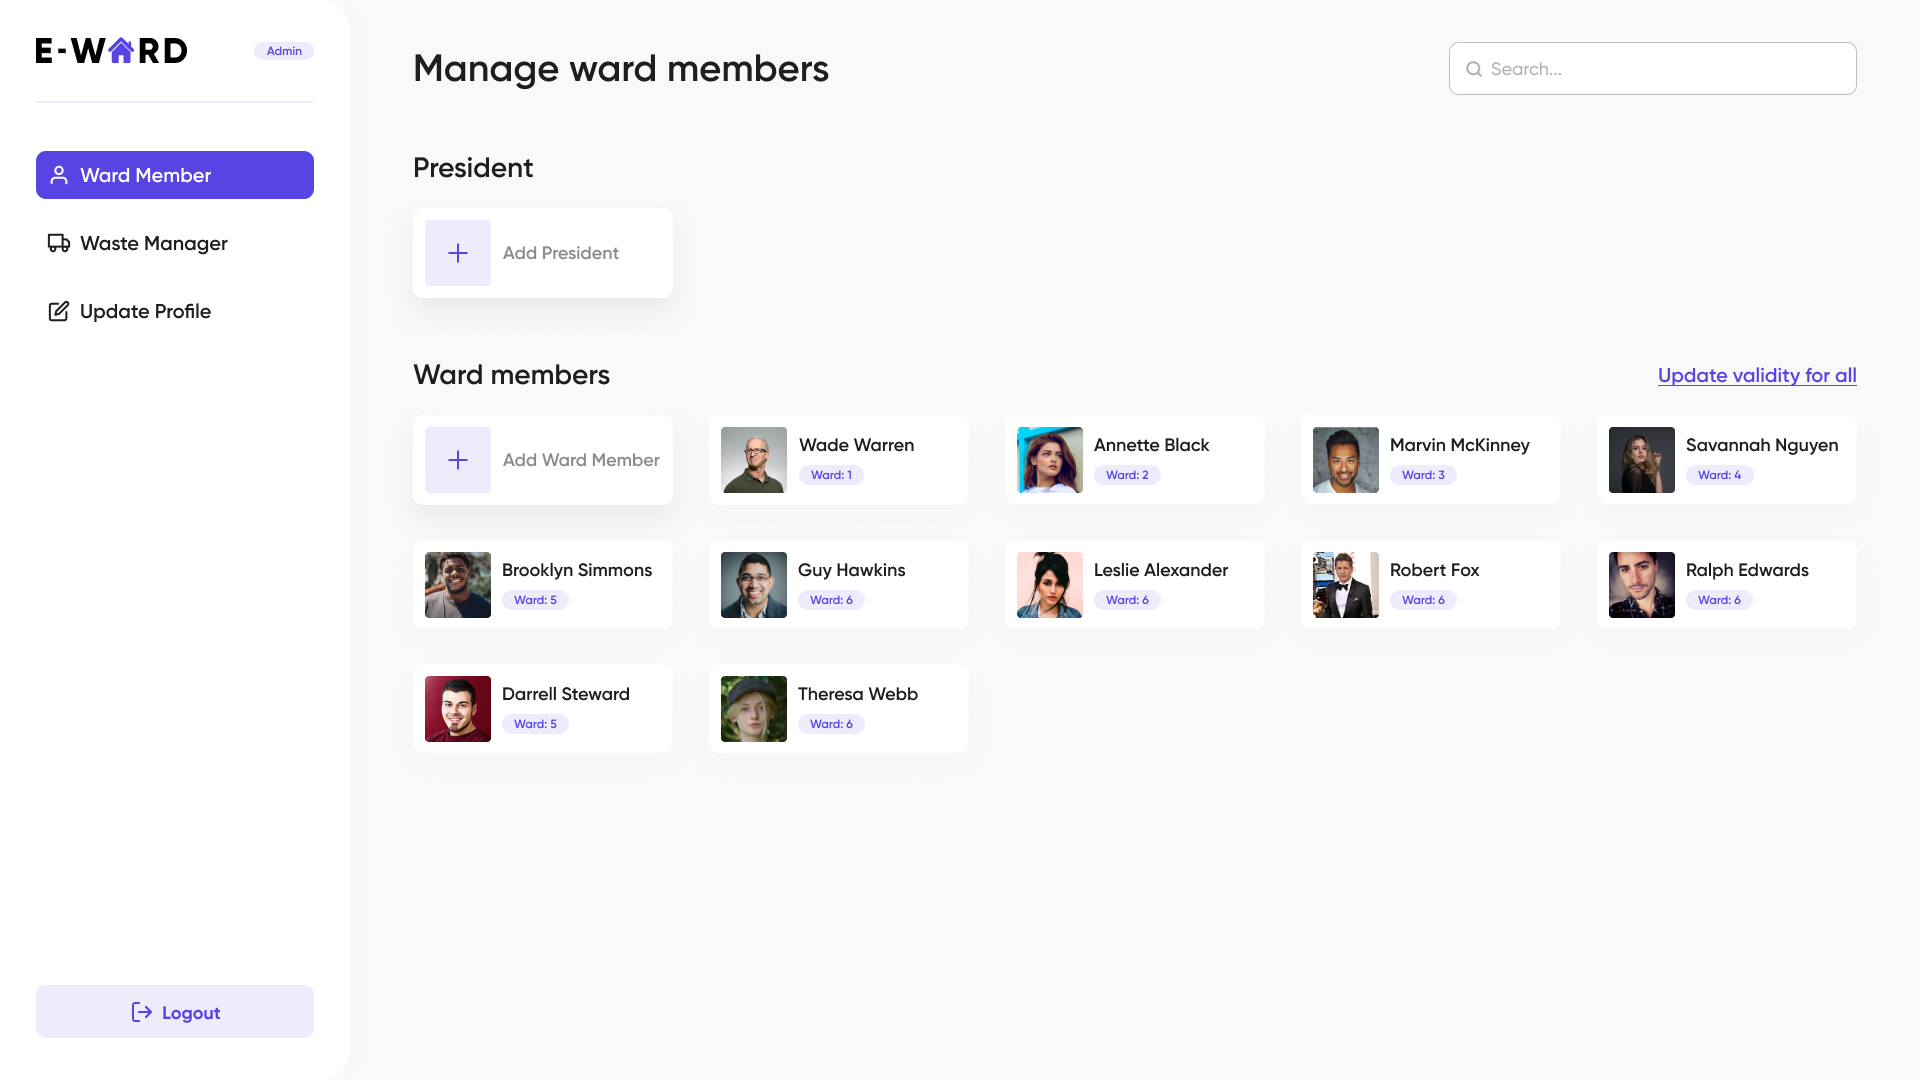 E-WARD
Admin
Ward Member
Waste Manager
Update Profile
Logout
Manage ward members
Search...
President
Add President
Ward members
Update validity for all
Add Ward Member
Wade Warren
Ward: 1
Annette Black
Ward: 2
Marvin McKinney
Ward: 3
Savannah Nguyen
Ward: 4
Brooklyn Simmons
Ward: 5
Guy Hawkins
Ward: 6
Leslie Alexander
Ward: 6
Robert Fox
Ward: 6
Ralph Edwards
Ward: 6
Darrell Steward
Ward: 5
Theresa Webb
Ward: 6